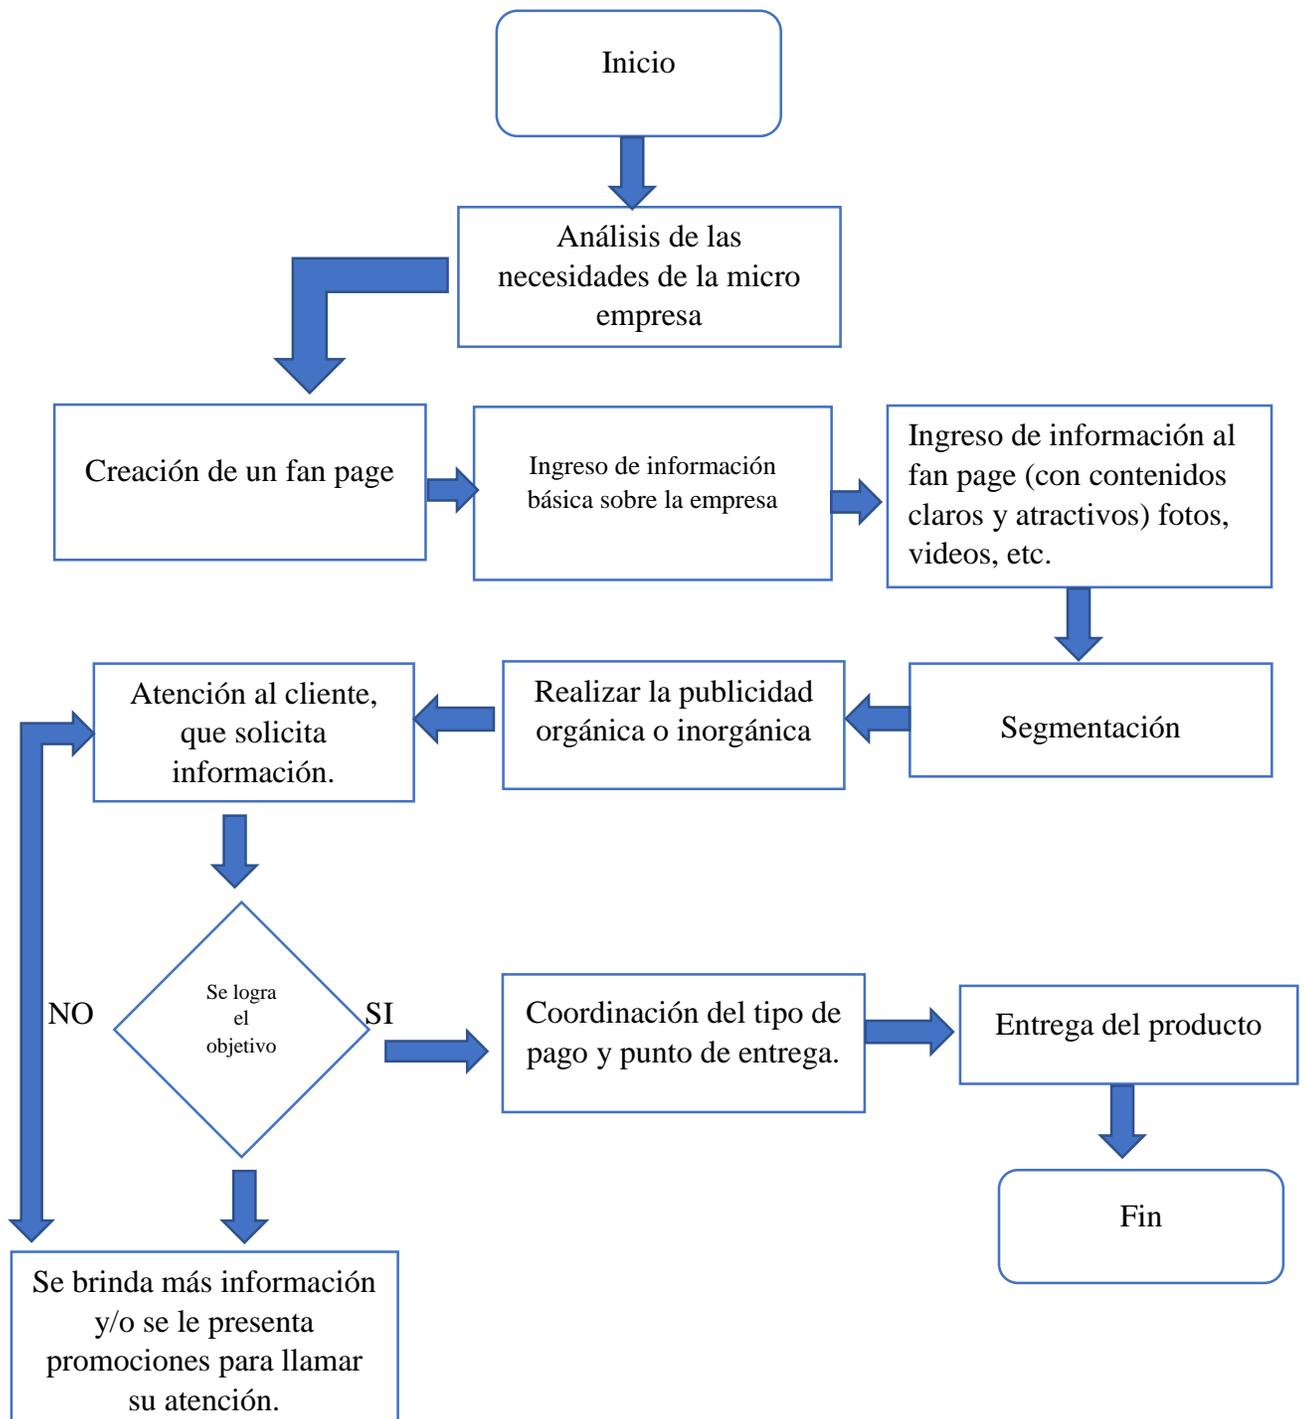 Inicio
Análisis de las
necesidades de la micro
empresa
Creación de un fan page
Ingreso de información
básica sobre la empresa
Ingreso de información al
fan page (con contenidos
claros y atractivos) fotos,
videos, etc.
Atención al cliente,
que solicita
información.
Realizar la publicidad
orgánica o inorgánica
Segmentación
NO
Se logra
el
objetivo
SI
Coordinación del tipo de
pago y punto de entrega.
Entrega del producto
Fin
Se brinda más información
y/o se le presenta
promociones para llamar
su atención.